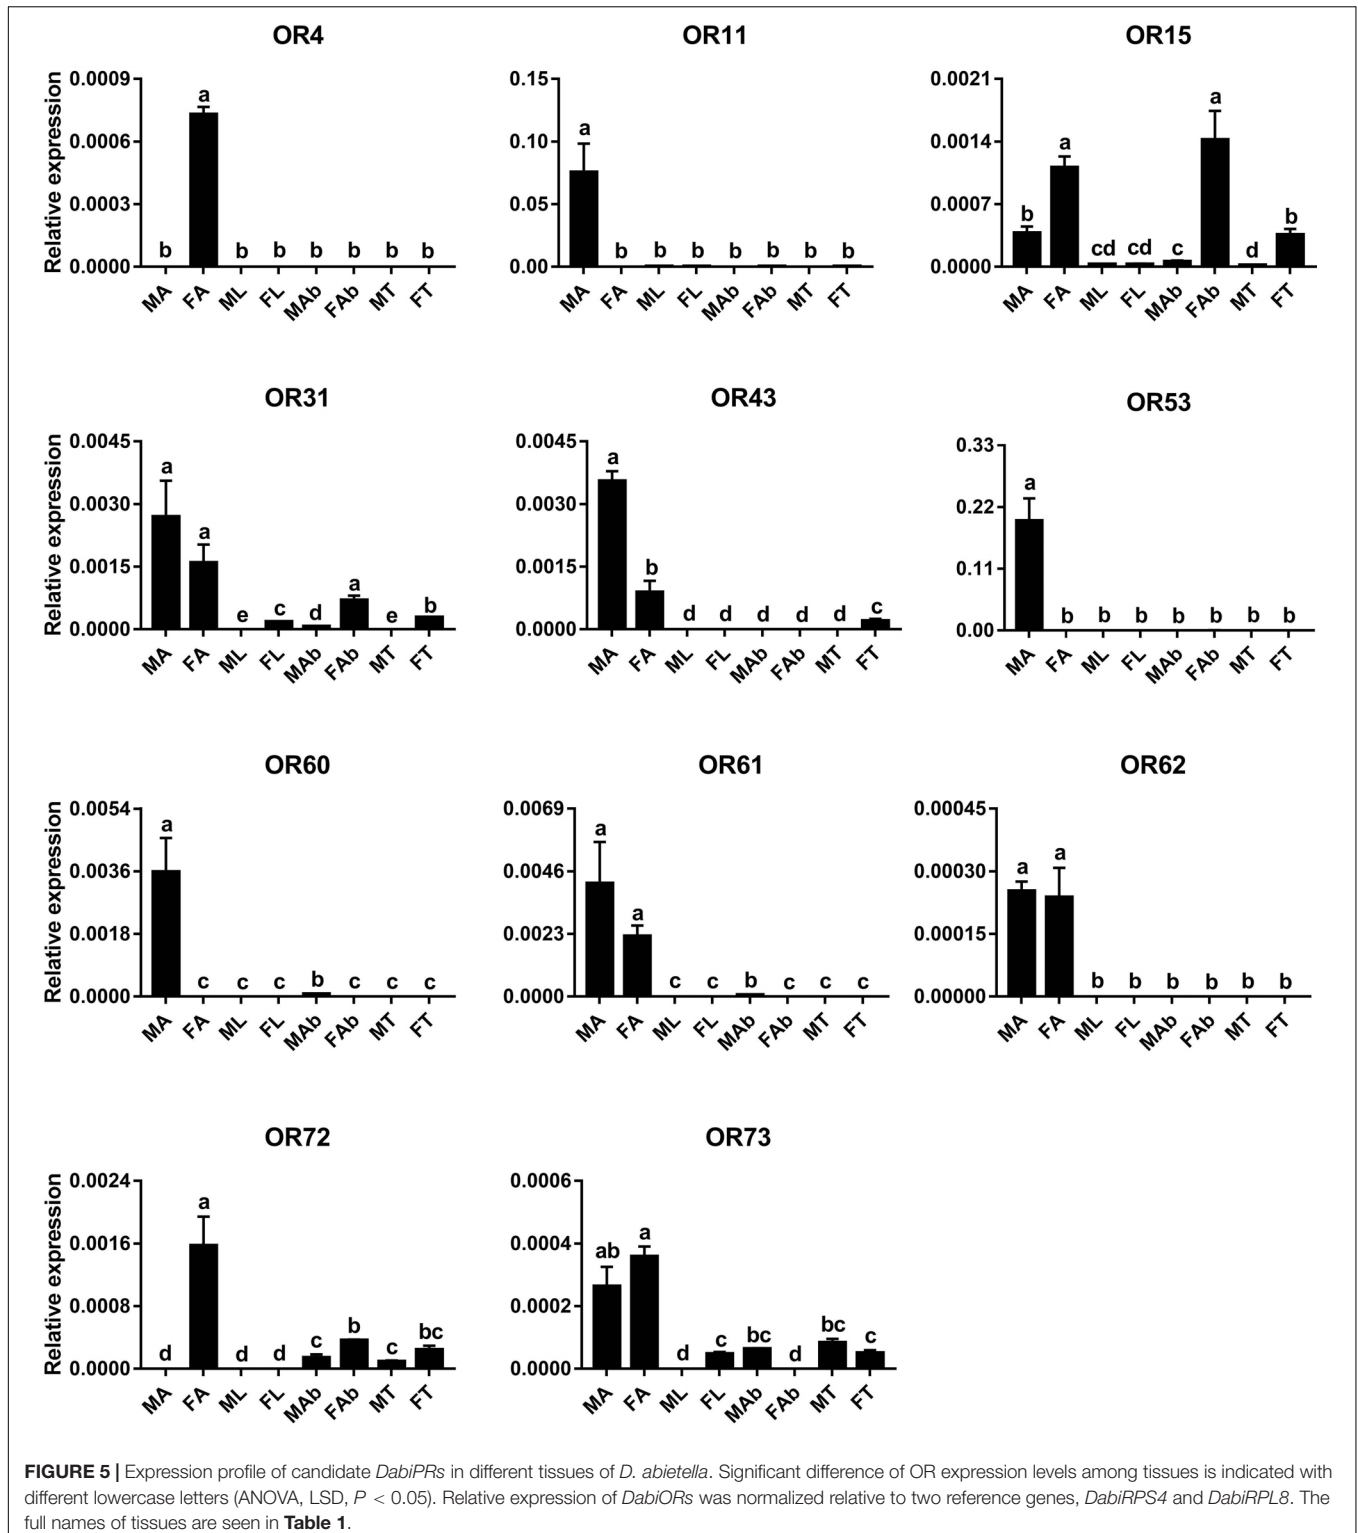 OR4
Relative expression
0.0009
0.0006
0.0003
0.0000
b a b b b b b b
MA FA ML FL MAb FAb MT FT
OR11
0.15
0.10
0.05
0.00
a b b b b b b b
MA FA ML FL MAb FAb MT FT
OR15
0.0021
0.0014
0.0007
0.0000
b a cd cd c a d b
MA FA ML FL MAb FAb MT FT
OR31
Relative expression
0.0045
0.0030
0.0015
0.0000
a a e c d a e b
MA FA ML FL MAb FAb MT FT
OR43
0.0045
0.0030
0.0015
0.0000
a b d d d d d c
MA FA ML FL MAb FAb MT FT
OR53
0.33
0.22
0.11
0.00
a b b b b b b b
MA FA ML FL MAb FAb MT FT
OR60
Relative expression
0.0054
0.0036
0.0018
0.0000
a c c c b c c c
MA FA ML FL MAb FAb MT FT
OR61
0.0069
0.0046
0.0023
0.0000
a a c c b c c c
MA FA ML FL MAb FAb MT FT
OR62
0.00045
0.00030
0.00015
0.00000
a a b b b b b b
MA FA ML FL MAb FAb MT FT
OR72
Relative expression
0.0024
0.0016
0.0008
0.0000
d a d d c b c bc
MA FA ML FL MAb FAb MT FT
OR73
0.0006
0.0004
0.0002
0.0000
ab a d c bc d bc c
MA FA ML FL MAb FAb MT FT
FIGURE 5 | Expression profile of candidate DabiPRs in different tissues of D. abietella. Significant difference of OR expression levels among tissues is indicated with
different lowercase letters (ANOVA, LSD, P < 0.05). Relative expression of DabiORs was normalized relative to two reference genes, DabiRPS4 and DabiRPL8. The
full names of tissues are seen in Table 1.